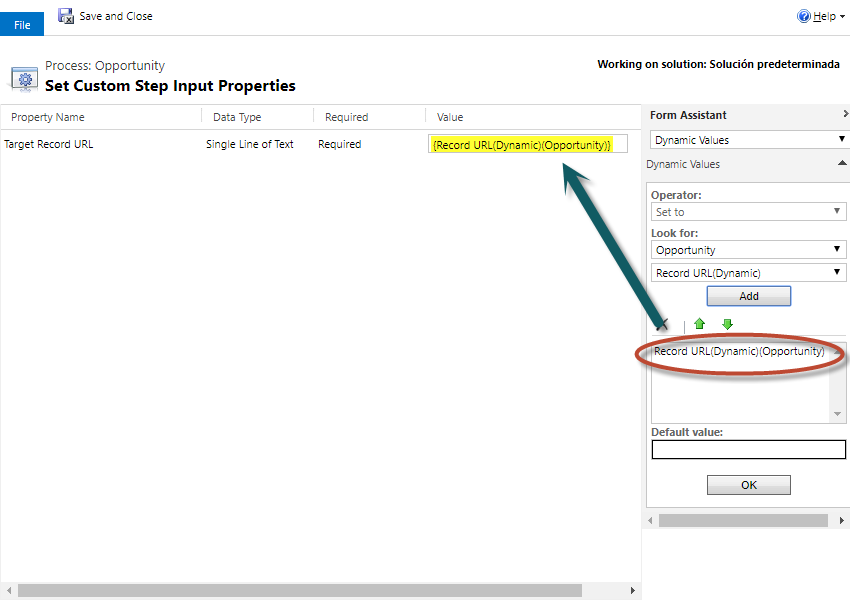 File
Save and Close
Help
Process: Opportunity
Set Custom Step Input Properties
Working on solution: Solución predeterminada
Property Name Data Type Required Value
Target Record URL Single Line of Text Required {Record URL(Dynamic)(Opportunity)}
Form Assistant
Dynamic Values
Dynamic Values
Operator:
Set to
Look for:
Opportunity
Record URL(Dynamic)
Add
Record URL(Dynamic)(Opportunity)
Default value:
OK